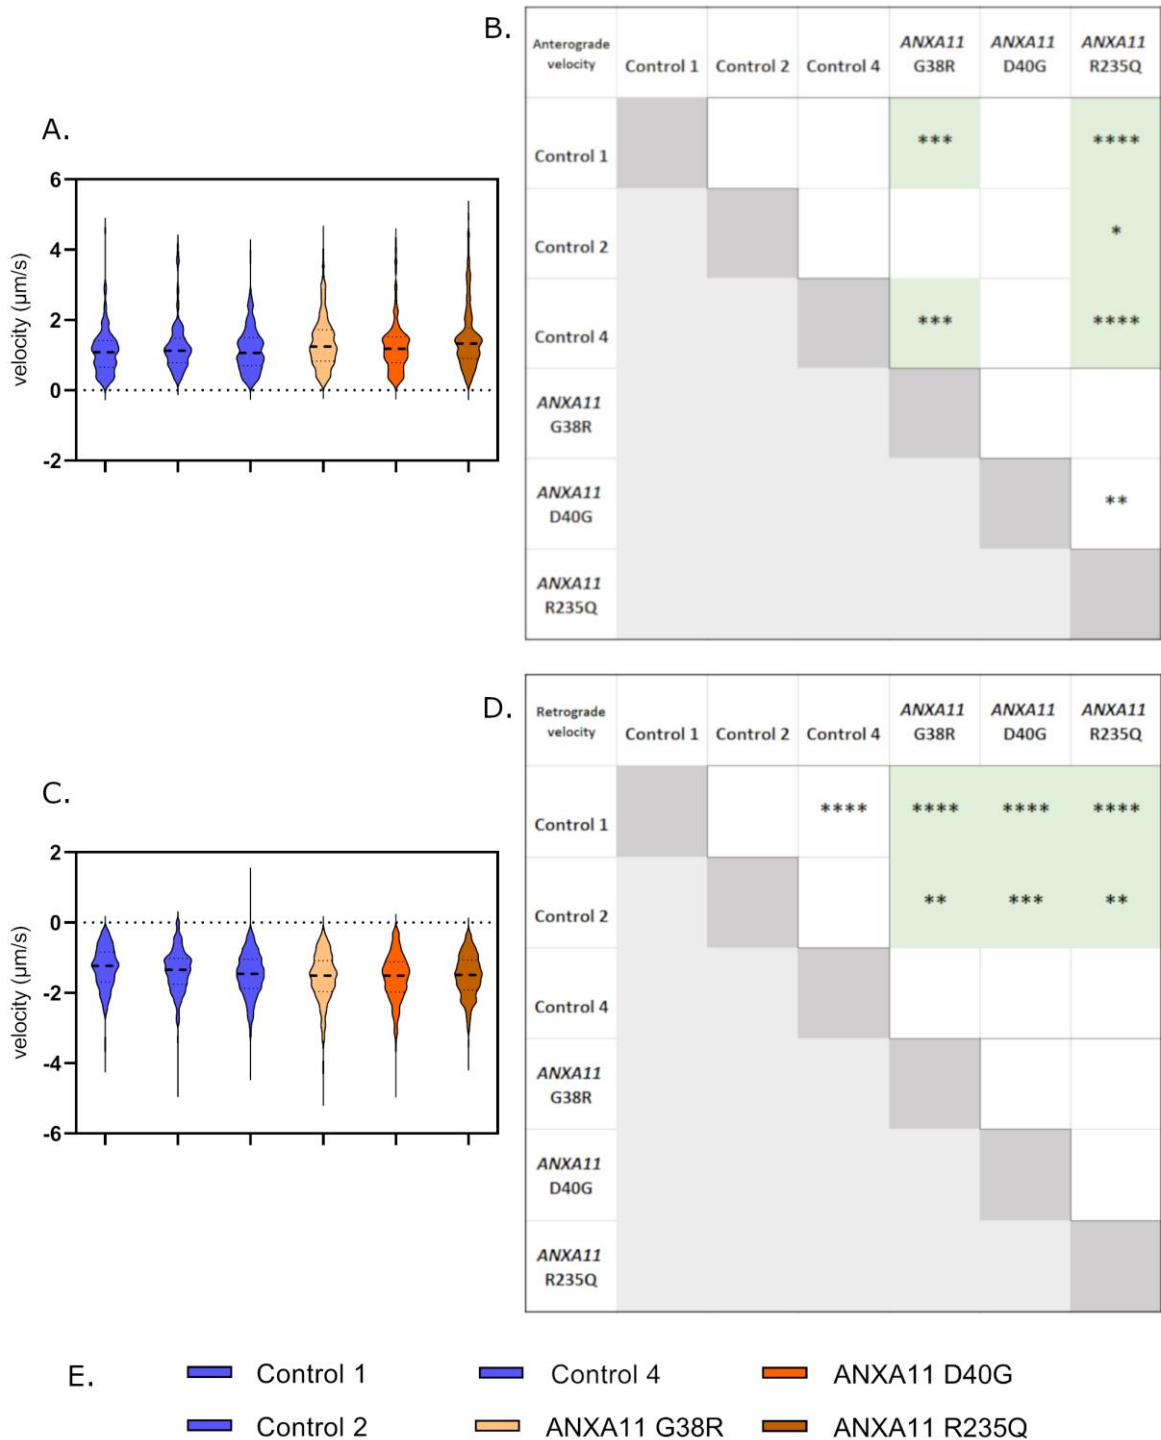 A.
6
4
2
0
-2
velocity (μm/s)
B.
Anterograde velocity Control 1 Control 2 Control 4 ANXA11 G38R ANXA11 D40G ANXA11 R235Q
Control 1 *** ****
Control 2 *
Control 4 *** ****
ANXA11 G38R
ANXA11 D40G **
ANXA11 R235Q
C.
2
0
-2
-4
-6
velocity (μm/s)
D.
Retrograde velocity Control 1 Control 2 Control 4 ANXA11 G38R ANXA11 D40G ANXA11 R235Q
Control 1 **** **** **** ****
Control 2 ** *** **
Control 4
ANXA11 G38R
ANXA11 D40G
ANXA11 R235Q
E.
Control 1 Control 4 ANXA11 D40G
Control 2 ANXA11 G38R ANXA11 R235Q